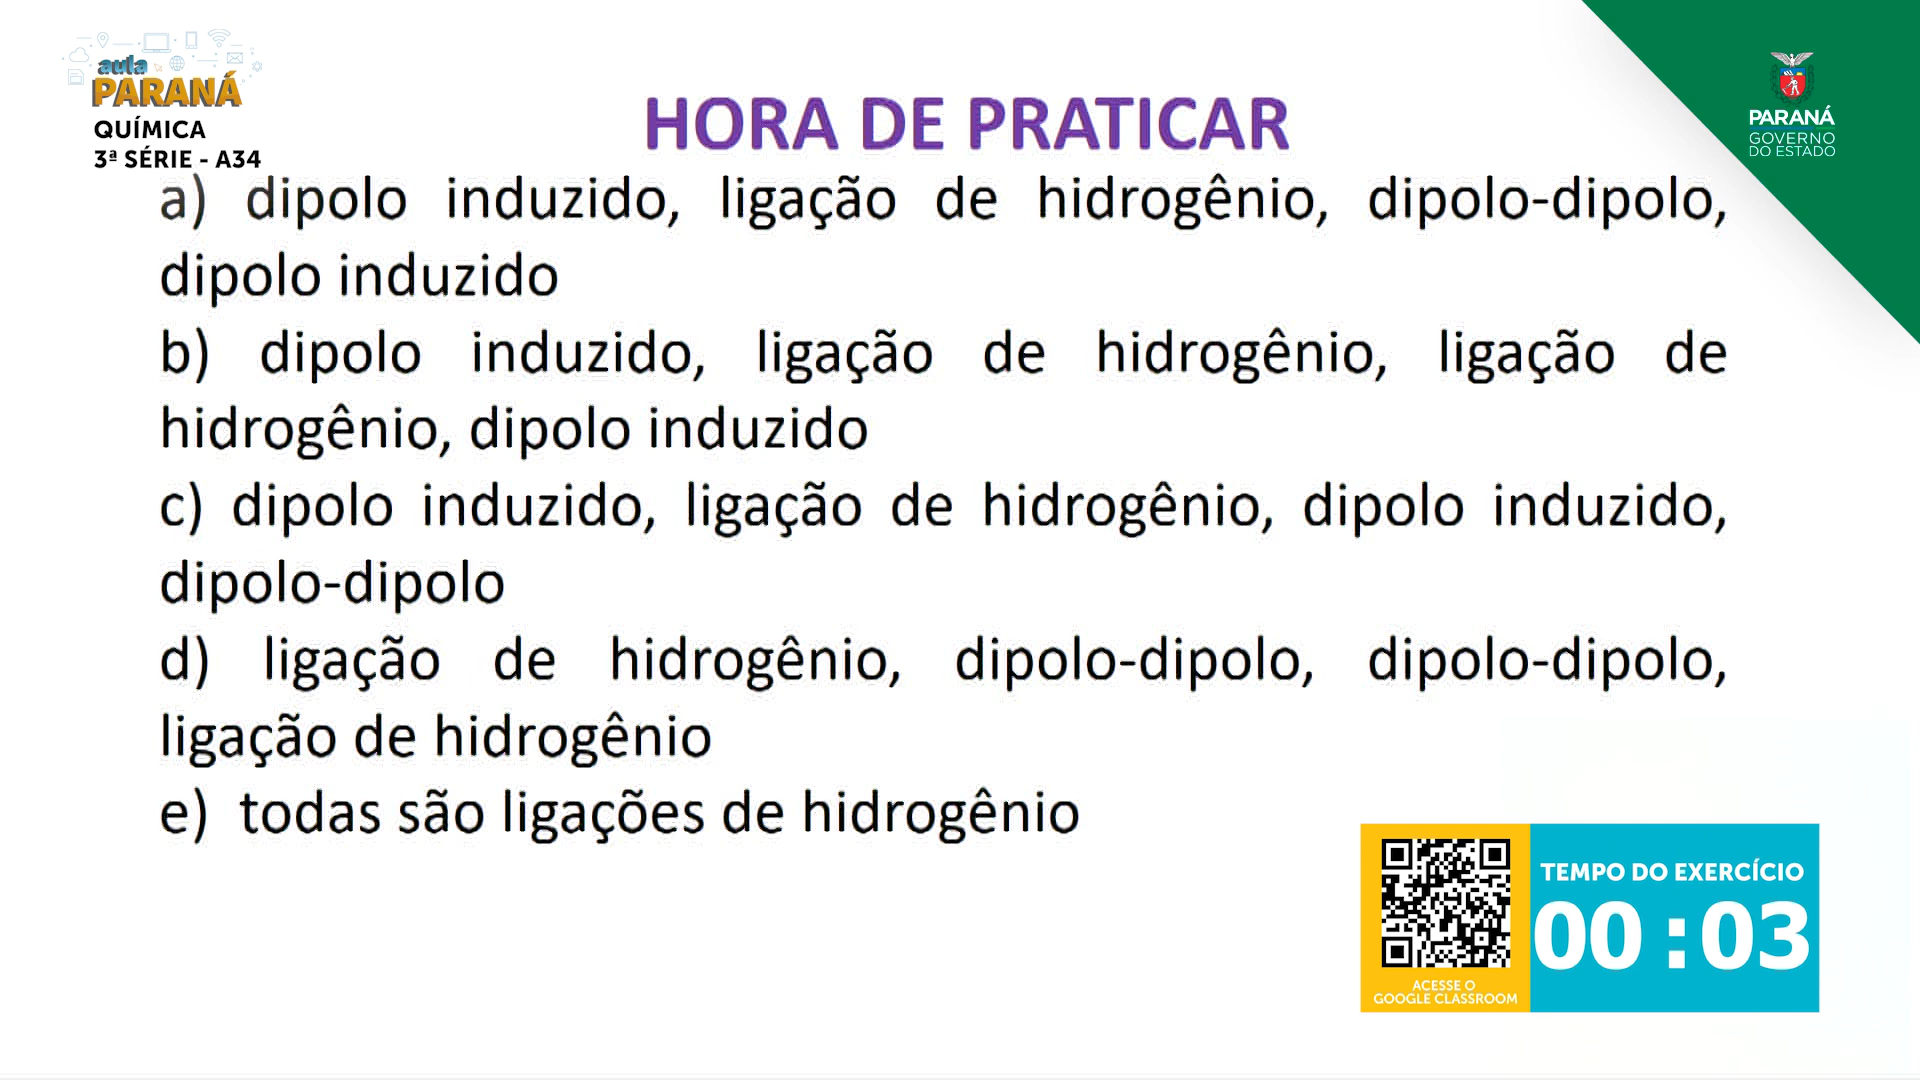 aula
PARANÁ
QUÍMICA
3ª SÉRIE - A34
HORA DE PRATICAR
PARANÁ
GOVERNO
DO ESTADO
a) dipolo induzido, ligação de hidrogênio, dipolo-dipolo,
dipolo induzido
b) dipolo induzido, ligação de hidrogênio, ligação de
hidrogênio, dipolo induzido
c) dipolo induzido, ligação de hidrogênio, dipolo induzido,
dipolo-dipolo
d) ligação de hidrogênio, dipolo-dipolo, dipolo-dipolo,
ligação de hidrogênio
e) todas são ligações de hidrogênio
TEMPO DO EXERCÍCIO
00:03
ACESSE O
GOOGLE CLASSROOM